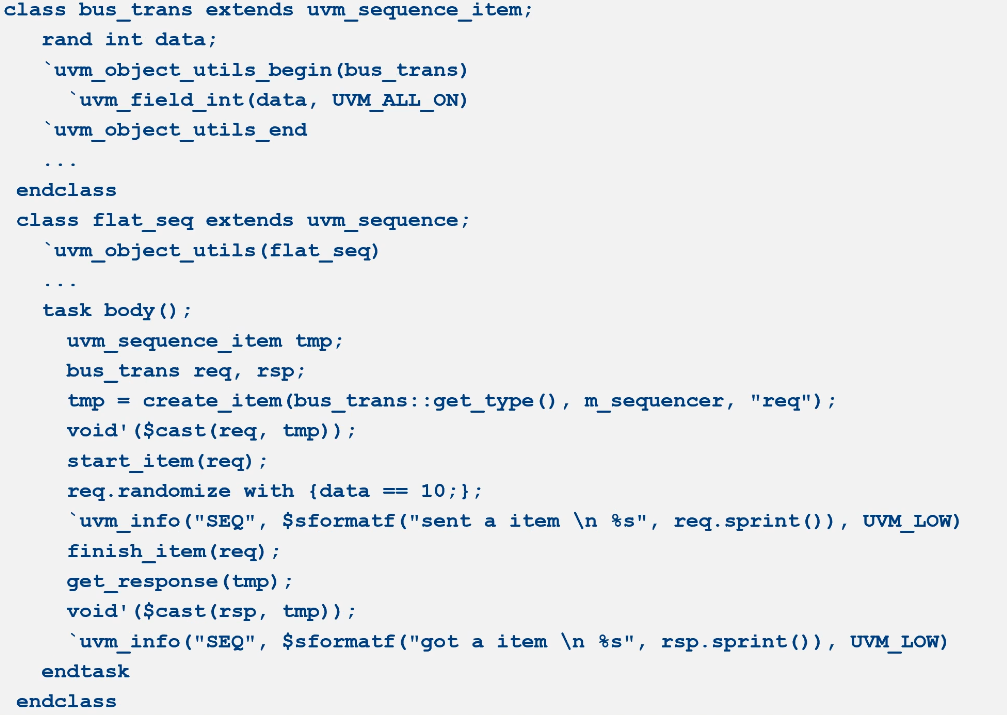 class bus_trans extends uvm_sequence_item;
rand int data;
`uvm_object_utils_begin(bus_trans)
`uvm_field_int(data, UVM_ALL_ON)
`uvm_object_utils_end
...
endclass
class flat_seq extends uvm_sequence;
`uvm_object_utils(flat_seq)
...
task body();
uvm_sequence_item tmp;
bus_trans req, rsp;
tmp = create_item(bus_trans::get_type(), m_sequencer, "req");
void'($cast(req, tmp));
start_item(req);
req.randomize with {data == 10;};
`uvm_info("SEQ", $sformatf("sent a item \n %s", req.sprint()), UVM_LOW)
finish_item(req);
get_response(tmp);
void'($cast(rsp, tmp));
`uvm_info("SEQ", $sformatf("got a item \n %s", rsp.sprint()), UVM_LOW)
endtask
endclass